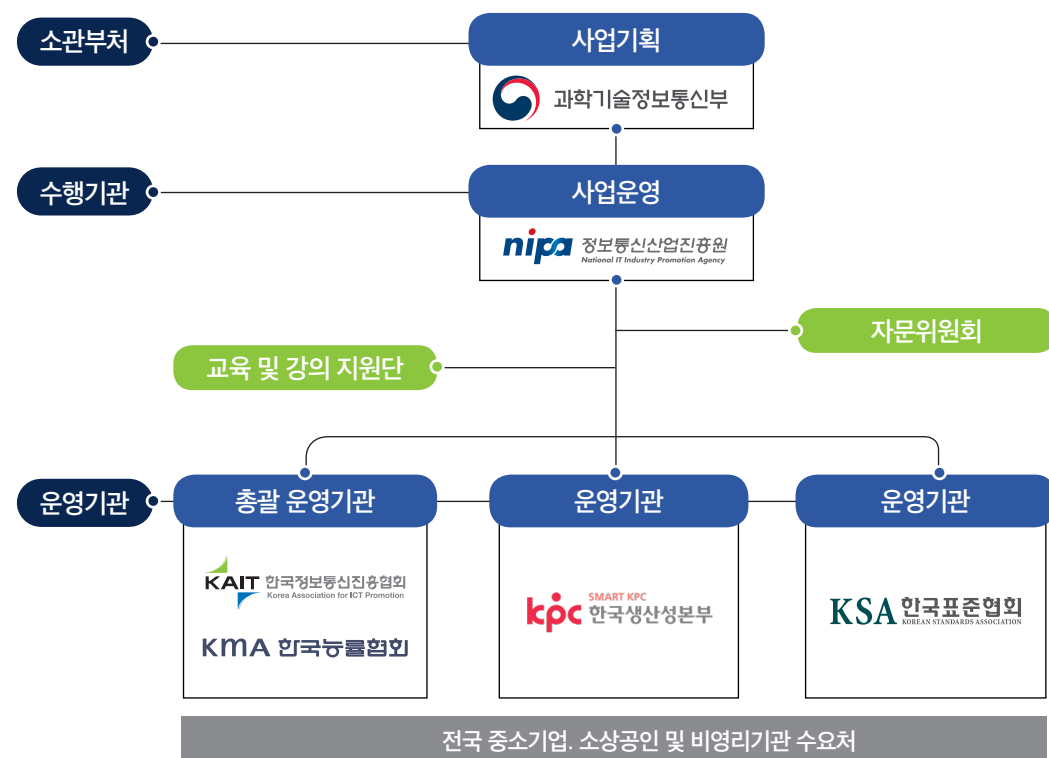 소관부처
사업기획
과학기술정보통신부
수행기관
사업운영
nipa 정보통신산업진흥원
National IT Industry Promotion Agency
자문위원회
교육 및 강의 지원단
운영기관
총괄 운영기관
KAIT 한국정보통신진흥협회
Korea Association for ICT Promotion
KMA 한국능률협회
운영기관
SMART KPC
kpc 한국생산성본부
운영기관
KSA 한국표준협회
KOREAN STANDARDS ASSOCIATION
전국 중소기업. 소상공인 및 비영리기관 수요처